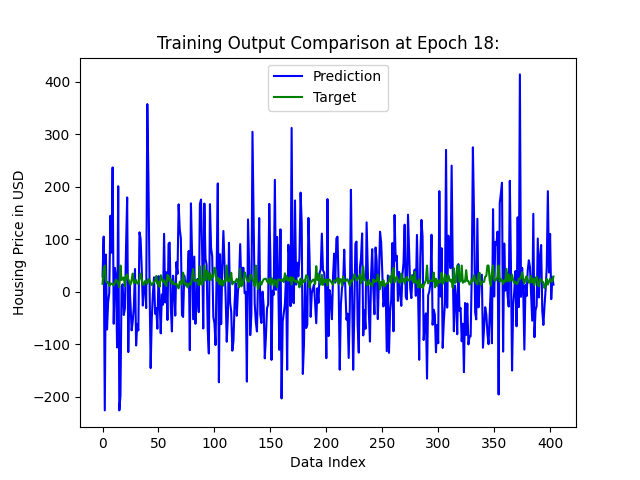 Training Output Comparison at Epoch 18:
Prediction
Target
Housing Price in USD
400
300
200
100
0
−100
−200
0 50 100 150 200 250 300 350 400
Data Index